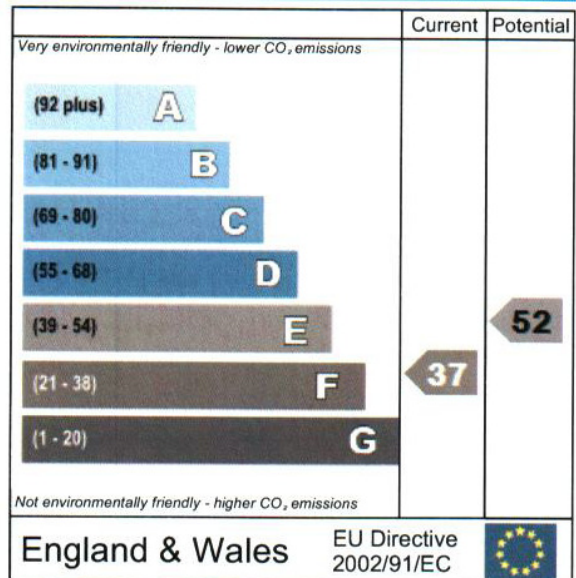 Current Potential
Very environmentally friendly - lower CO₂ emissions
(92 plus) A
(81 - 91) B
(69 - 80) C
(55 - 68) D
(39 - 54) E
52
(21 - 38) F
37
(1 - 20) G
Not environmentally friendly - higher CO₂ emissions
England & Wales
EU Directive
2002/91/EC